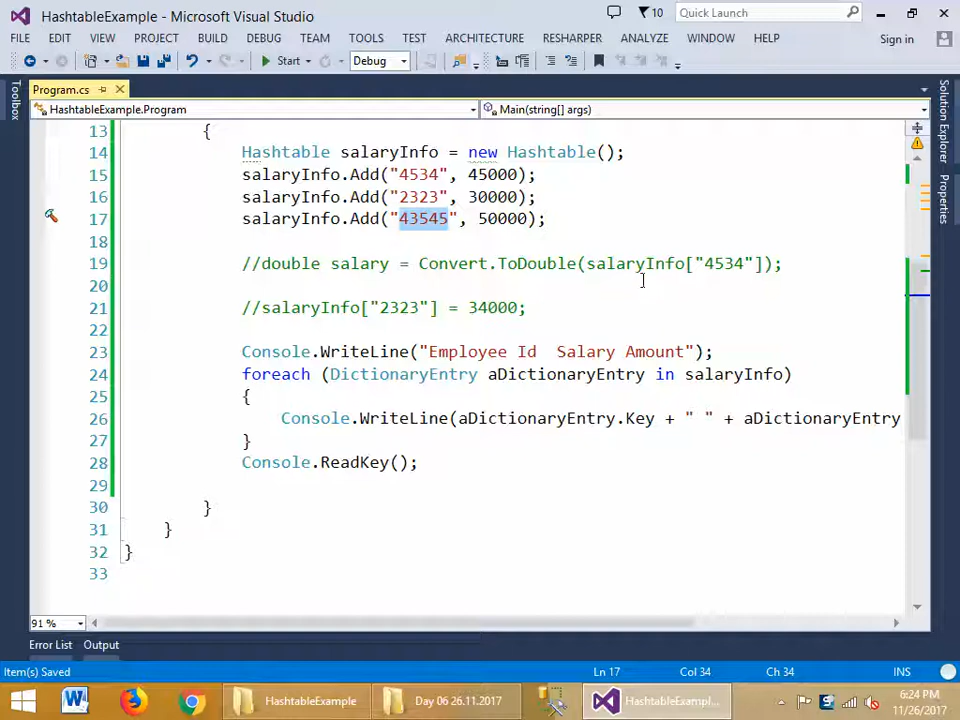 HashtableExample - Microsoft Visual Studio
10
Quick Launch
FILE EDIT VIEW PROJECT BUILD DEBUG TEAM TOOLS TEST ARCHITECTURE RESHARPER ANALYZE WINDOW HELP Sign in
Start Debug
Toolbox
Program.cs
HashtableExample.Program
Main(string[] args)
Solution Explorer
Properties
13 {
14 Hashtable salaryInfo = new Hashtable();
15 salaryInfo.Add("4534", 45000);
16 salaryInfo.Add("2323", 30000);
17 salaryInfo.Add("43545", 50000);
18
19 //double salary = Convert.ToDouble(salaryInfo["4534"]);
20
21 //salaryInfo["2323"] = 34000;
22
23 Console.WriteLine("Employee Id  Salary Amount");
24 foreach (DictionaryEntry aDictionaryEntry in salaryInfo)
25 {
26 Console.WriteLine(aDictionaryEntry.Key + " " + aDictionaryEntry
27 }
28 Console.ReadKey();
29
30 }
31 }
32 }
33
91 %
Error List Output
Item(s) Saved Ln 17 Col 34 Ch 34 INS
HashtableExample
Day 06 26.11.2017
HashtableExampl...
6:24 PM
11/26/2017